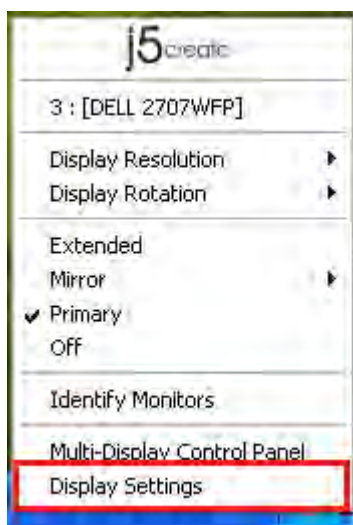 j5create
3 : [DELL 2707WFP]
Display Resolution
Display Rotation
Extended
Mirror
Primary
Off
Identify Monitors
Multi-Display Control Panel
Display Settings